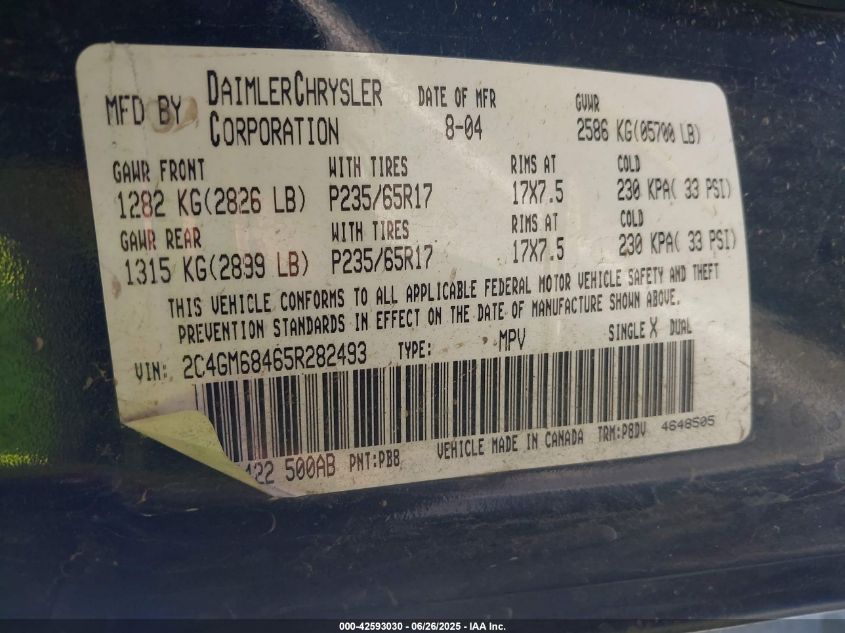 MFD BY DAIMLERCHRYSLER CORPORATION DATE OF MFR 8-04 GVWR 2586 KG(05700 LB)
GAWR FRONT WITH TIRES RIMS AT COLD
1282 KG(2826 LB) P235/65R17 17X7.5 230 KPA( 33 PSI)
GAWR REAR WITH TIRES RIMS AT COLD
1315 KG(2899 LB) P235/65R17 17X7.5 230 KPA( 33 PSI)
THIS VEHICLE CONFORMS TO ALL APPLICABLE FEDERAL MOTOR VEHICLE SAFETY AND THEFT
PREVENTION STANDARDS IN EFFECT ON THE DATE OF MANUFACTURE SHOWN ABOVE.
VIN: 2C4GM68465R282493 TYPE: MPV SINGLE X DUAL
422 500AB PNT:PB8 VEHICLE MADE IN CANADA TRM:P8DV 4648505
000-42593030 - 06/26/2025 - IAA Inc.